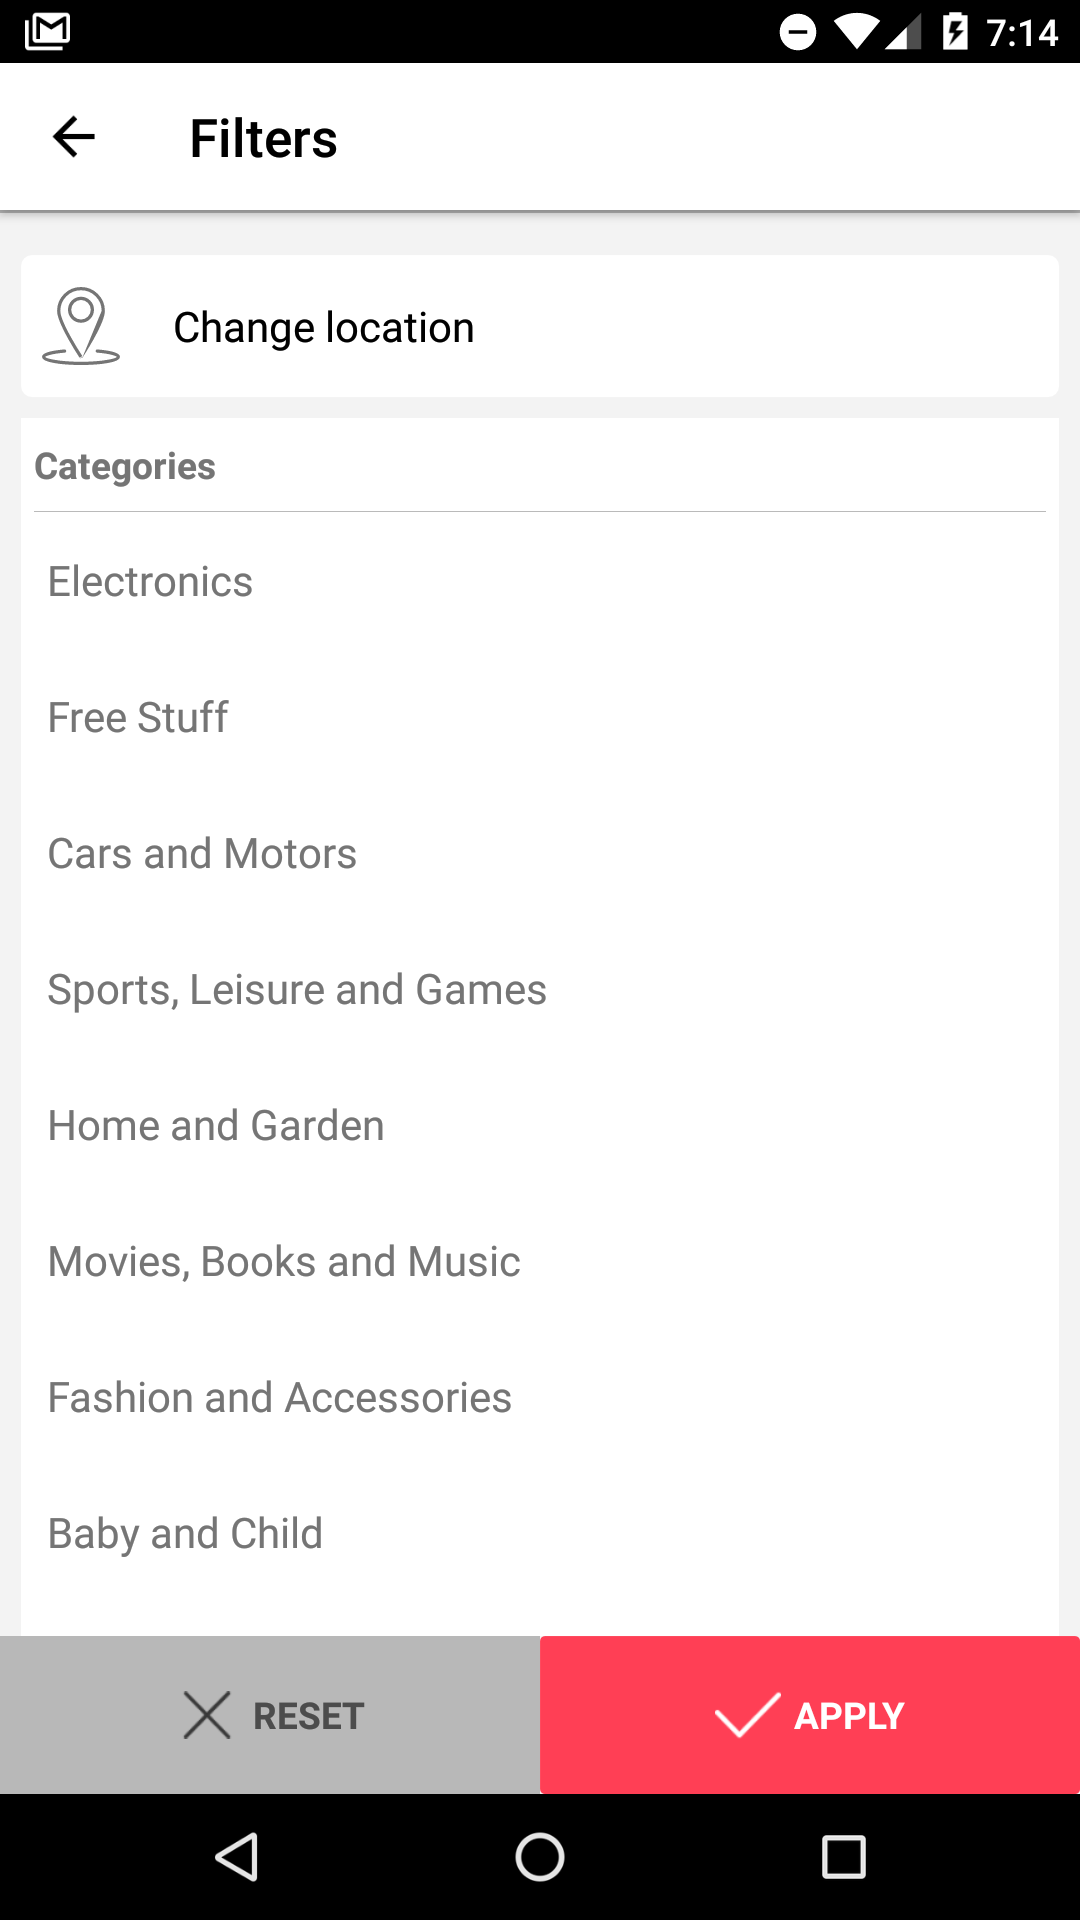 7:14
Filters
Change location
Categories
Electronics
Free Stuff
Cars and Motors
Sports, Leisure and Games
Home and Garden
Movies, Books and Music
Fashion and Accessories
Baby and Child
RESET
APPLY